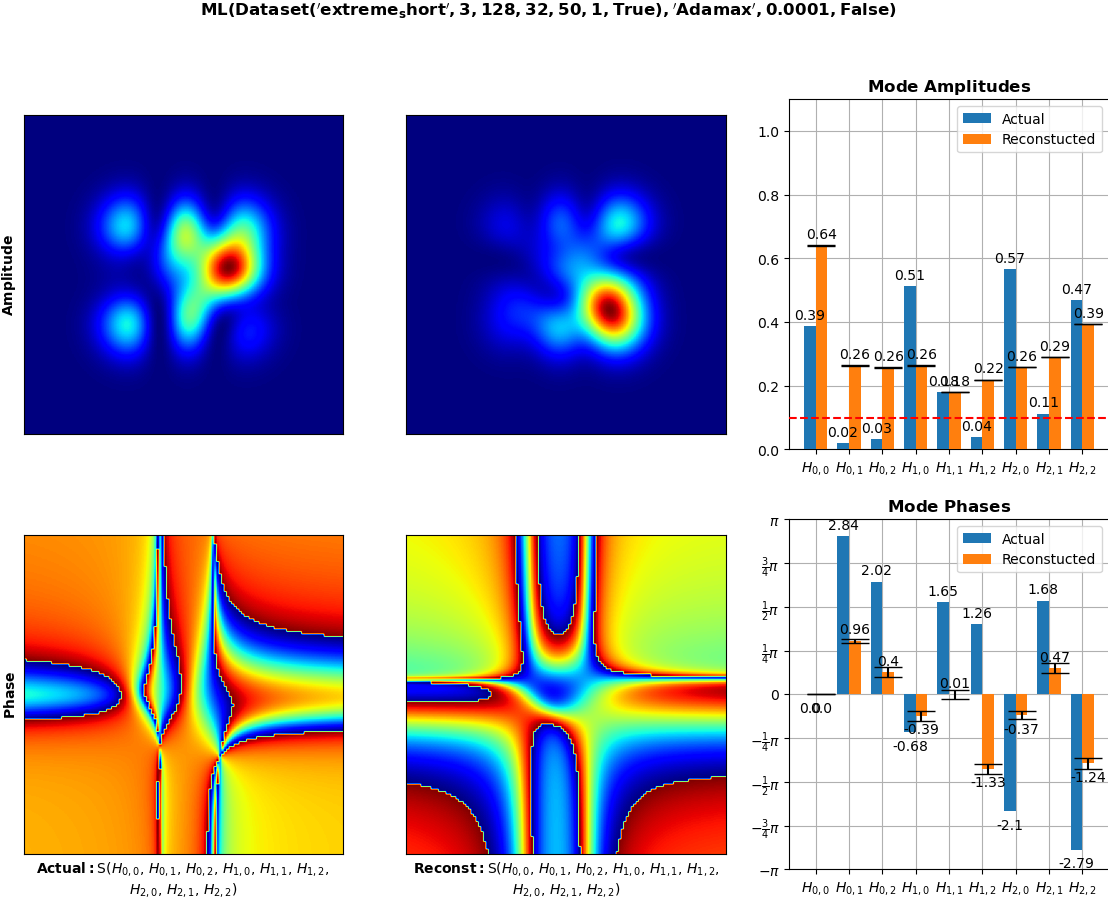 ML(Dataset('extreme_short', 3, 128, 32, 50, 1, True), 'Adamax', 0.0001, False)
Amplitude
Mode Amplitudes
Actual
Reconstucted
1.0
0.8
0.6
0.4
0.2
0.0
0.39
0.64
0.02
0.26
0.03
0.26
0.51
0.26
0.18
0.18
0.04
0.22
0.57
0.26
0.11
0.29
0.47
0.39
H0,0 H0,1 H0,2 H1,0 H1,1 H1,2 H2,0 H2,1 H2,2
Phase
Actual: S(H0,0, H0,1, H0,2, H1,0, H1,1, H1,2,
H2,0, H2,1, H2,2)
Reconst: S(H0,0, H0,1, H0,2, H1,0, H1,1, H1,2,
H2,0, H2,1, H2,2)
Mode Phases
Actual
Reconstucted
π
3/4π
1/2π
1/4π
0
−1/4π
−1/2π
−3/4π
−π
0.0
0.0
2.84
0.96
2.02
0.4
-0.68
-0.39
1.65
0.01
1.26
-1.33
-2.1
-0.37
1.68
0.47
-2.79
-1.24
H0,0 H0,1 H0,2 H1,0 H1,1 H1,2 H2,0 H2,1 H2,2